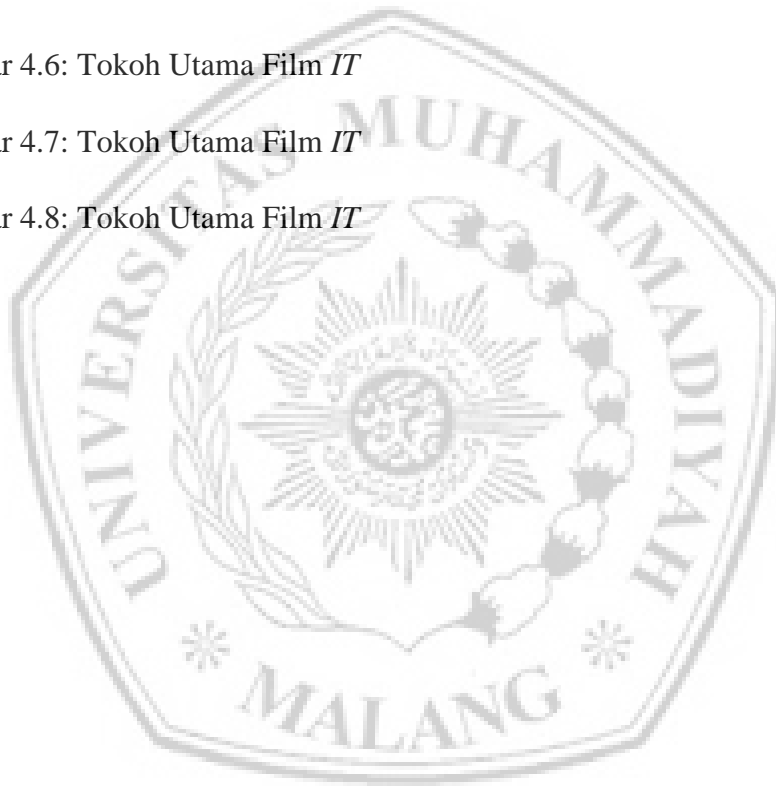 ar 4.6: Tokoh Utama Film IT
ar 4.7: Tokoh Utama Film IT
ar 4.8: Tokoh Utama Film IT
UNIVERSITAS MUHAMMADIYAH
MALANG